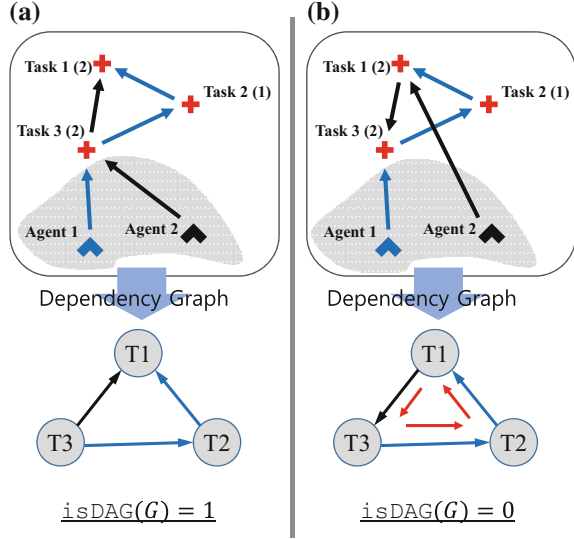 (a)
Task 1 (2)
Task 2 (1)
Task 3 (2)
Agent 1
Agent 2
Dependency Graph
T1
T3
T2
isDAG(G) = 1
(b)
Task 1 (2)
Task 2 (1)
Task 3 (2)
Agent 1
Agent 2
Dependency Graph
T1
T3
T2
isDAG(G) = 0